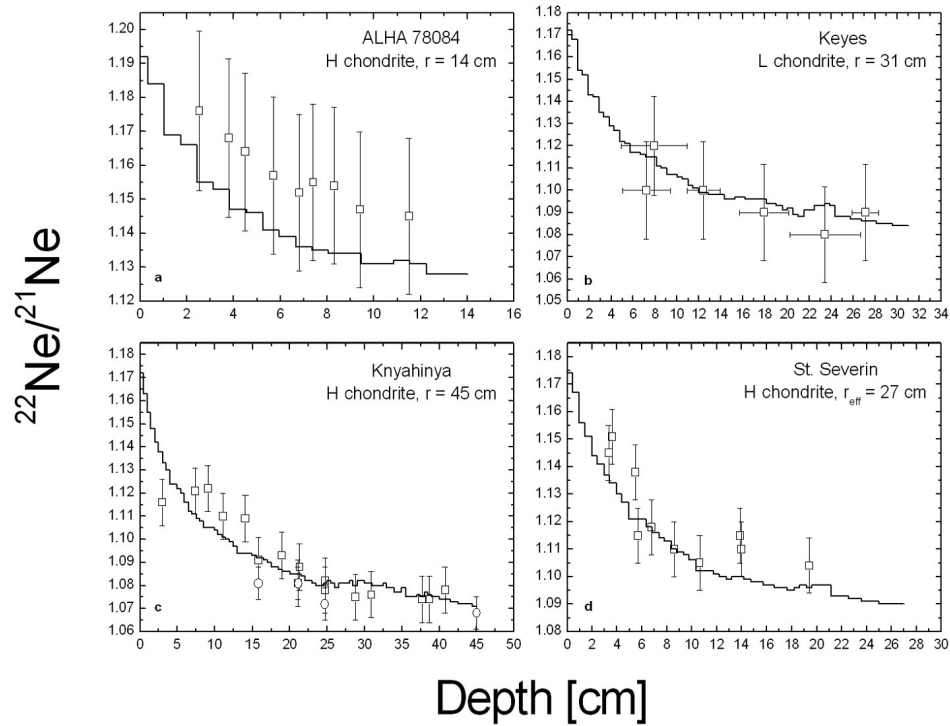 ²²Ne/²¹Ne
ALHA 78084
H chondrite, r = 14 cm
1.20
1.19
1.18
1.17
1.16
1.15
1.14
1.13
1.12
a
0 2 4 6 8 10 12 14 16
Keyes
L chondrite, r = 31 cm
1.18
1.17
1.16
1.15
1.14
1.13
1.12
1.11
1.10
1.09
1.08
1.07
1.06
1.05
b
0 2 4 6 8 10 12 14 16 18 20 22 24 26 28 30 32 34
Knyahinya
H chondrite, r = 45 cm
1.18
1.17
1.16
1.15
1.14
1.13
1.12
1.11
1.10
1.09
1.08
1.07
1.06
c
0 5 10 15 20 25 30 35 40 45 50
St. Severin
H chondrite, r_eff = 27 cm
1.18
1.17
1.16
1.15
1.14
1.13
1.12
1.11
1.10
1.09
1.08
d
0 2 4 6 8 10 12 14 16 18 20 22 24 26 28 30
Depth [cm]